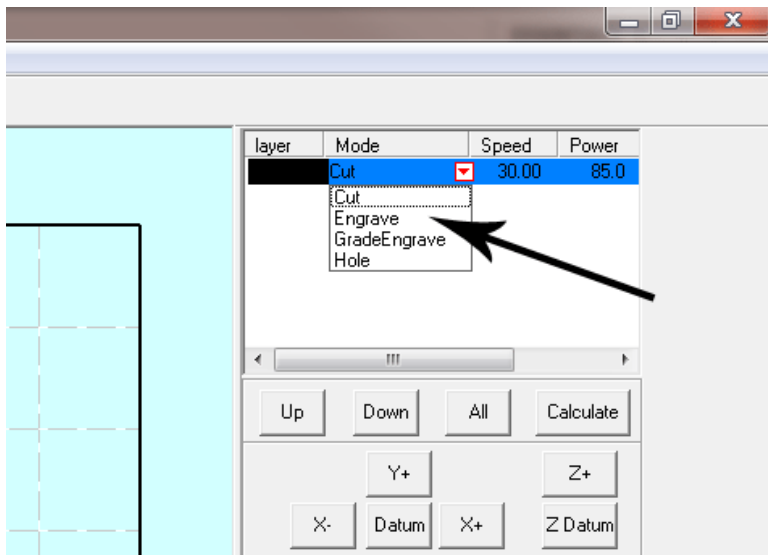 layer Mode Speed Power
Cut 30.00 85.0
Cut
Engrave
GradeEngrave
Hole
Up Down All Calculate
Y+ Z+
X- Datum X+ Z Datum